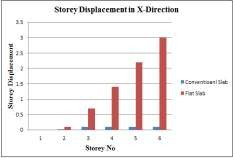 Storey Displacement in X-Direction
3.5
3
2.5
2
1.5
1
0.5
0
Storey Displacement
1 2 3 4 5 6
Storey No
Conventioanl Slab
Flat Slab